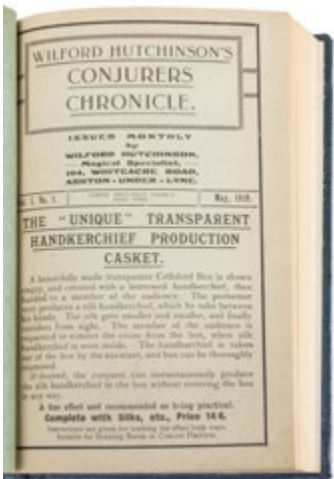 WILFORD HUTCHINSON'S
CONJURERS
CHRONICLE.
ISSUED MONTHLY
by
WILFORD HUTCHINSON,
Magical Specialist,
104, WHITEACRE ROAD,
ASHTON-UNDER-LYNE.
Vol. 1. No. 1.
May,
THE "UNIQUE" TRANSPARENT
HANDKERCHIEF PRODUCTION
CASKET.
A beautifully made transparent Celluloid Box is shown
empty, and covered with a borrowed handkerchief, then
handed to a member of the audience. The performer
now produces a silk handkerchief, which he rubs between
his hands. The silk gets smaller and smaller, and finally
vanishes from sight. The member of the audience is
requested to remove the cover from the box, when silk
handkerchief is seen inside. The handkerchief is taken
out of the box by the assistant, and box can be thoroughly
examined.
If desired, the conjurer can instantaneously produce
the silk handkerchief in the box without covering the box
in any way.
A fine effect and recommended as being practical.
Complete with Silks, etc., Price 14/6.
Instructions are given for working the effect both ways.
Suitable for Drawing Room or Concert Platform.